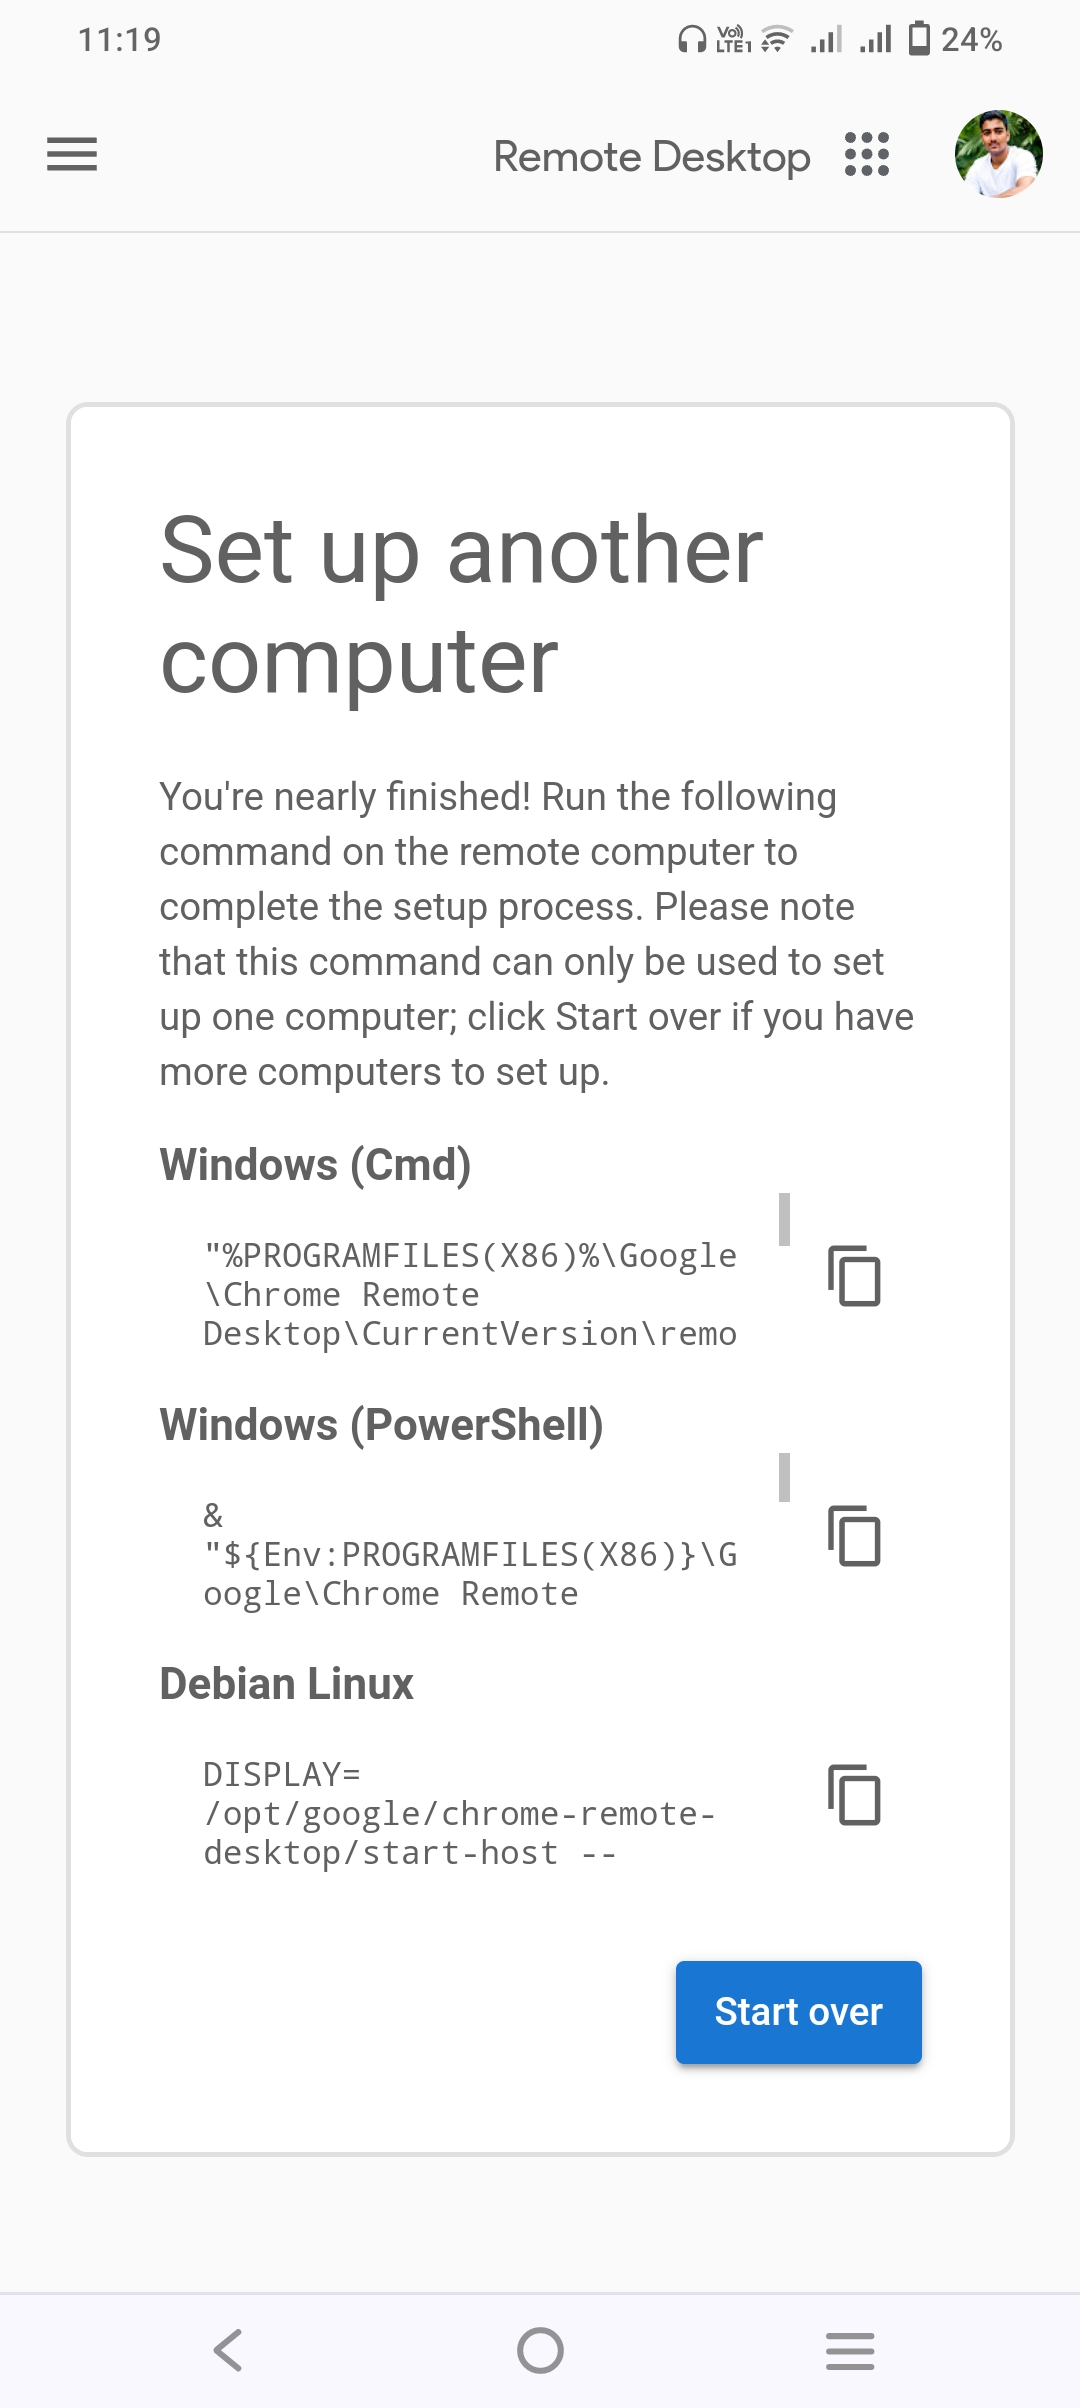 11:19
Vo)) LTE1
24%
Remote Desktop
Set up another
computer
You're nearly finished! Run the following
command on the remote computer to
complete the setup process. Please note
that this command can only be used to set
up one computer; click Start over if you have
more computers to set up.
Windows (Cmd)
"%PROGRAMFILES(X86)%\Google
\Chrome Remote
Desktop\CurrentVersion\remo
Windows (PowerShell)
&
"${Env:PROGRAMFILES(X86)}\G
oogle\Chrome Remote
Debian Linux
DISPLAY=
/opt/google/chrome-remote-
desktop/start-host --
Start over